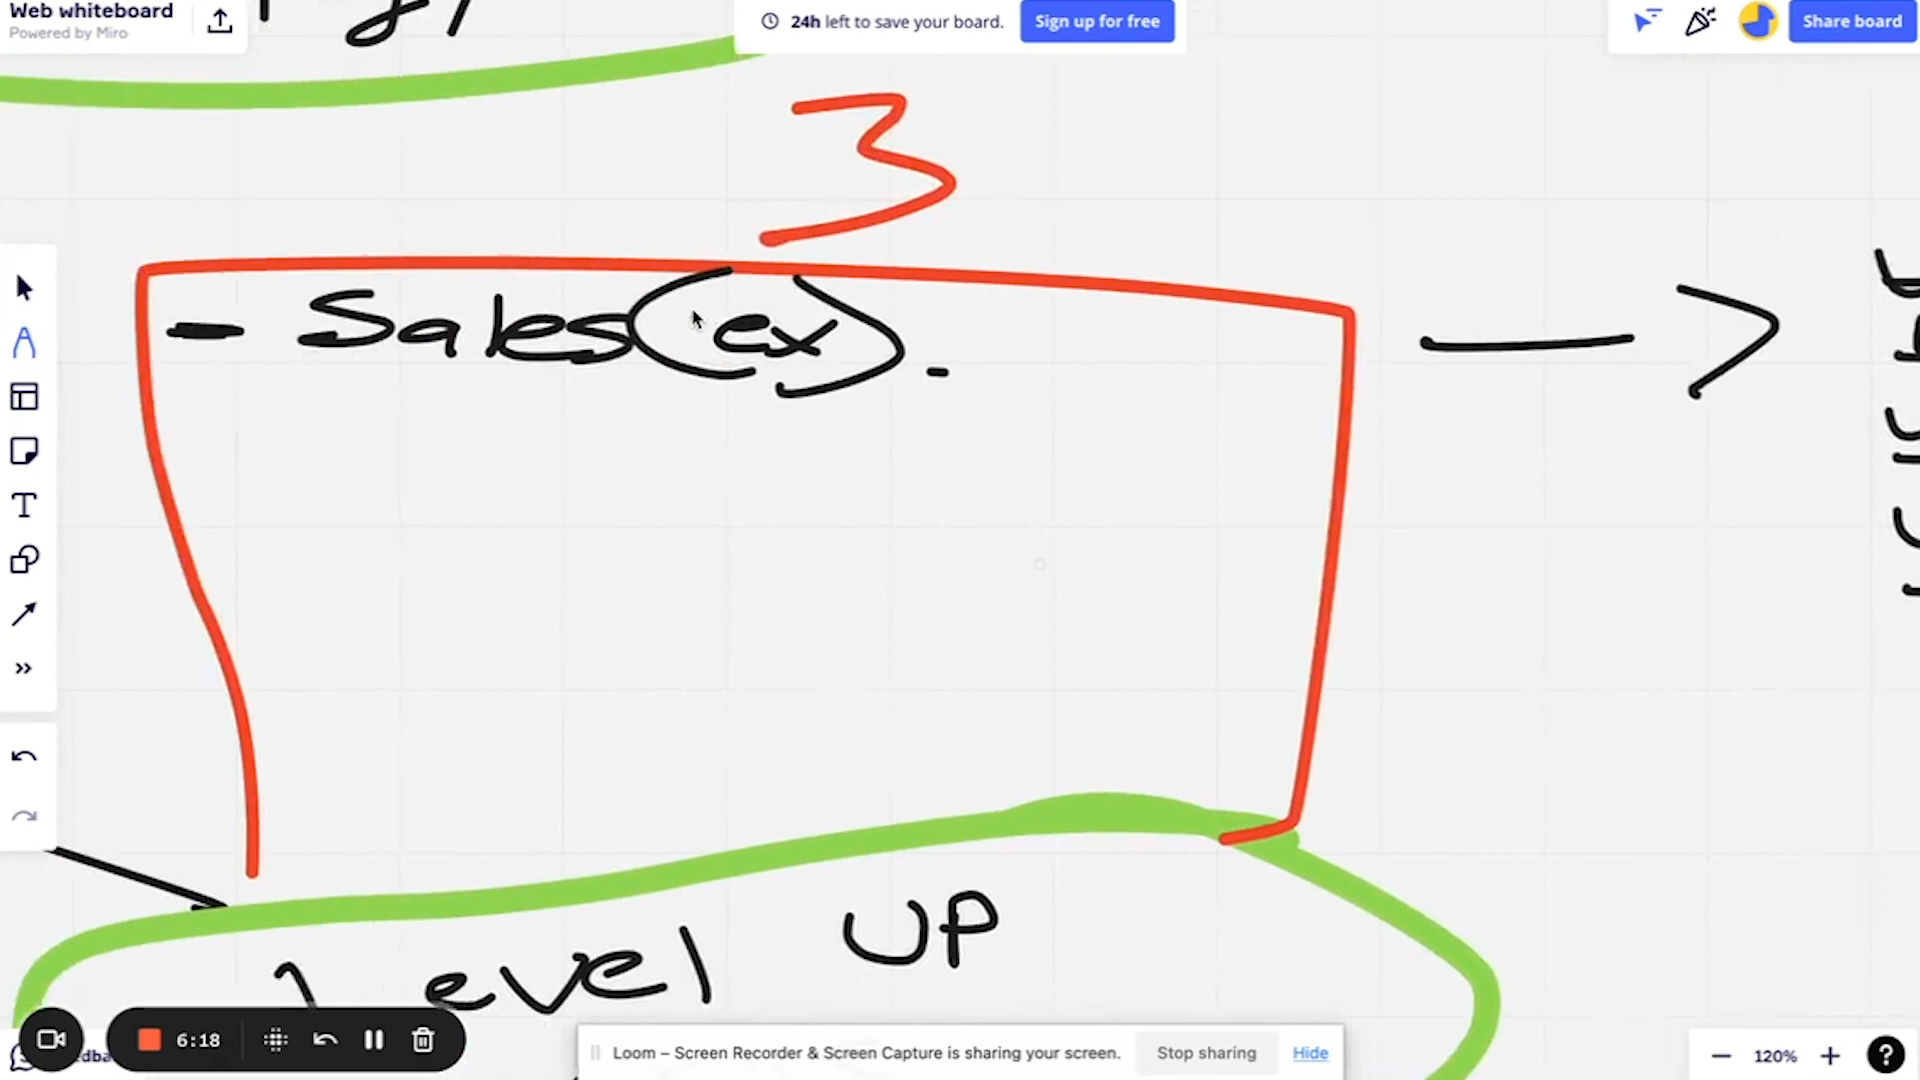 Web whiteboard
Powered by Miro
24h left to save your board.
Sign up for free
Share board
3
- Sales (ex).
Level UP
6:18
Loom – Screen Recorder & Screen Capture is sharing your screen.
Stop sharing
Hide
120%
?